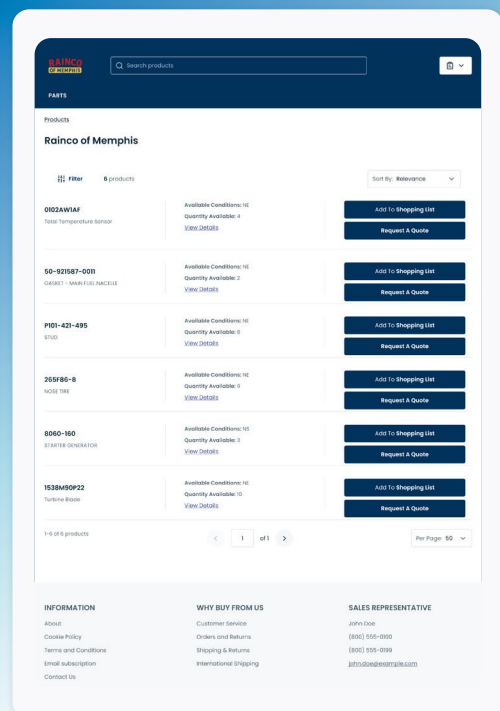 RAINCO
OF MEMPHIS
Search products
PARTS
Products
Rainco of Memphis
Filter
6 products
Sort By: Relevance
0102AW1AF
Total Temperature Sensor
Available Conditions: NE
Quantity Available: 4
View Details
Add To Shopping List
Request A Quote
50-921587-0011
GASKET - MAIN FUEL NACELLE
Available Conditions: NE
Quantity Available: 2
View Details
Add To Shopping List
Request A Quote
P101-421-495
STUD
Available Conditions: NE
Quantity Available: 8
View Details
Add To Shopping List
Request A Quote
265F86-8
NOSE TIRE
Available Conditions: NE
Quantity Available: 9
View Details
Add To Shopping List
Request A Quote
8060-160
STARTER GENERATOR
Available Conditions: NS
Quantity Available: 3
View Details
Add To Shopping List
Request A Quote
1538M90P22
Turbine Blade
Available Conditions: NE
Quantity Available: 10
View Details
Add To Shopping List
Request A Quote
1-6 of 6 products
1 of 1
Per Page: 50
INFORMATION
About
Cookie Policy
Terms and Conditions
Email subscription
Contact Us
WHY BUY FROM US
Customer Service
Orders and Returns
Shipping & Returns
International Shipping
SALES REPRESENTATIVE
John Doe
(800) 555-0100
(800) 555-0199
john.doe@example.com